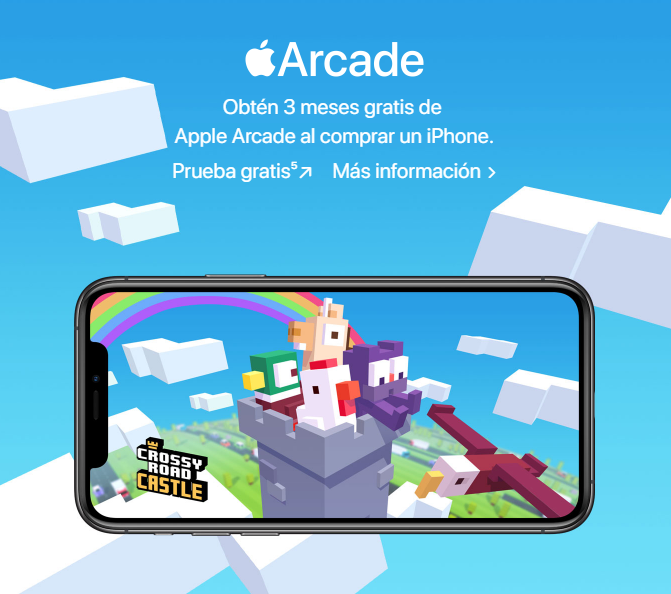 Arcade
Obtén 3 meses gratis de
Apple Arcade al comprar un iPhone.
Prueba gratis⁵↗ Más información >
CROSSY
ROAD
CASTLE